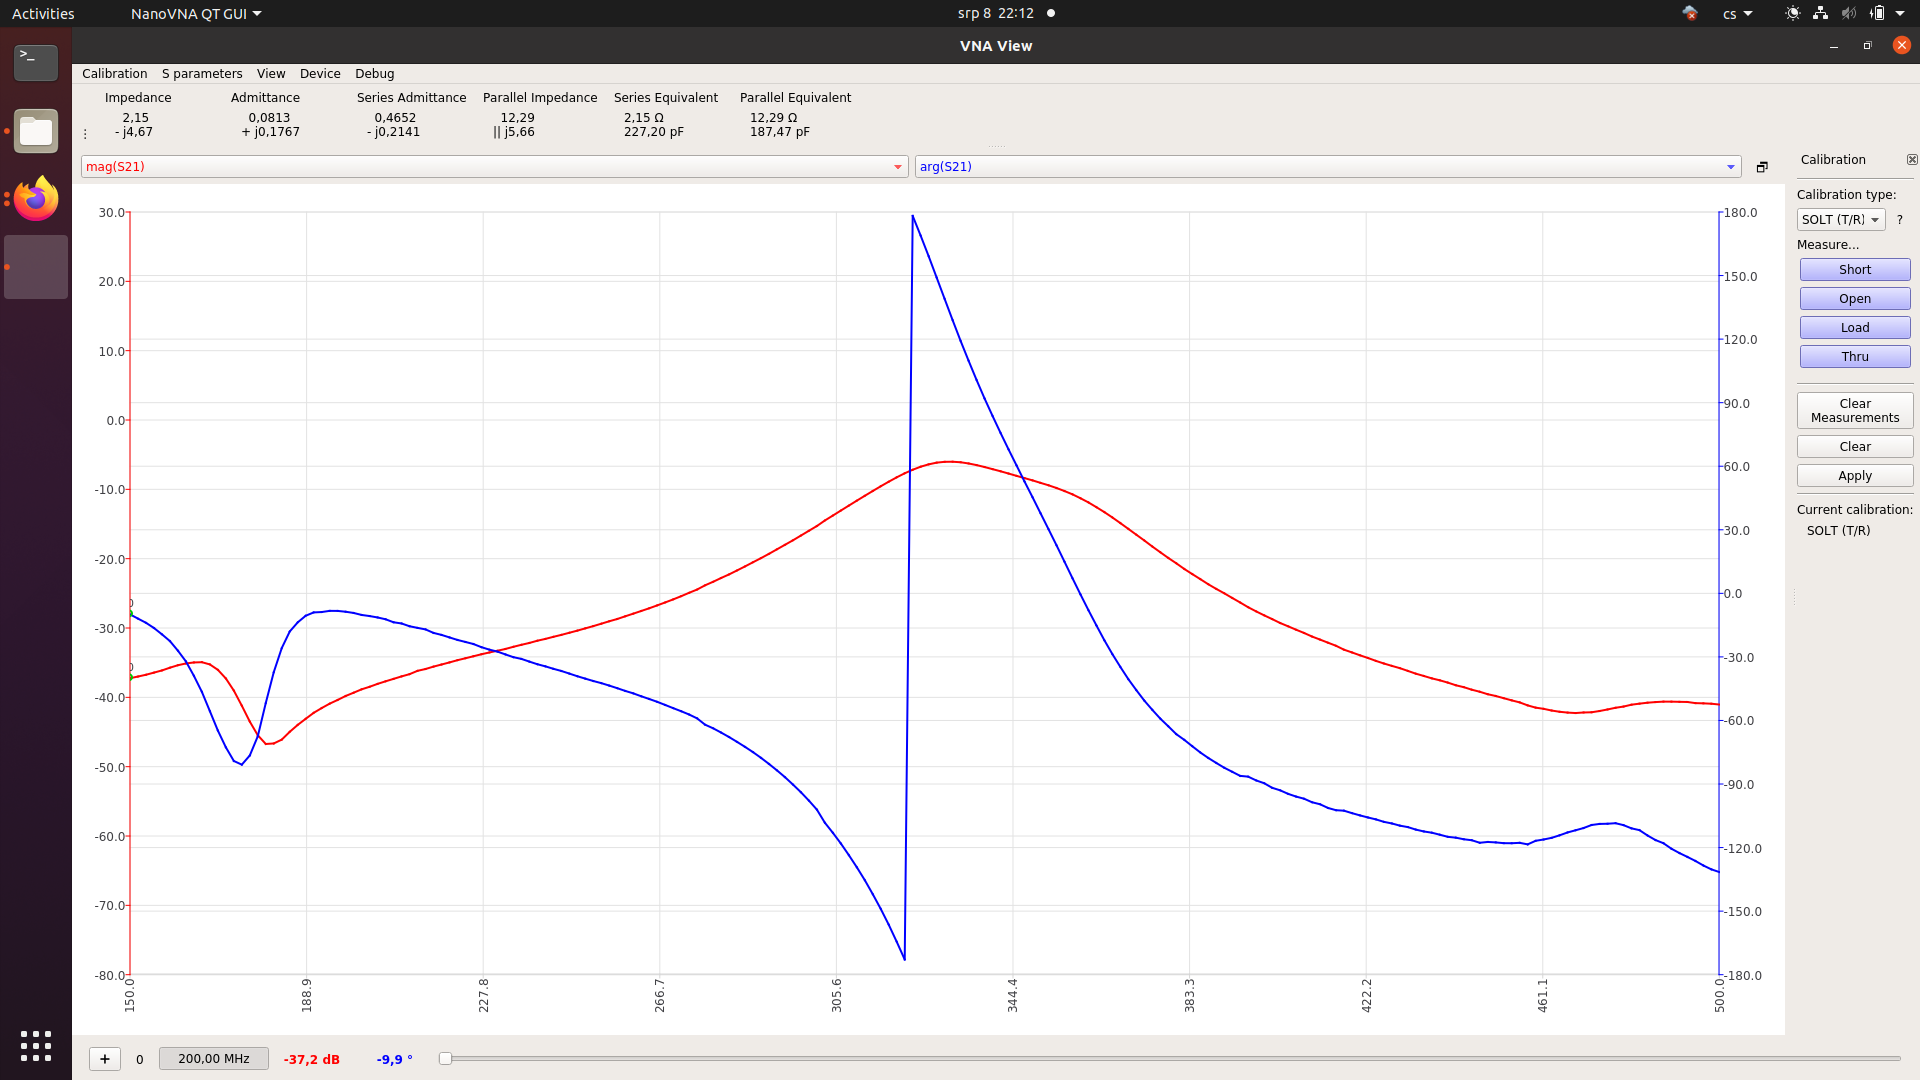 Activities
NanoVNA QT GUI
srp 8 22:12
cs
VNA View
Calibration S parameters View Device Debug
Impedance Admittance Series Admittance Parallel Impedance Series Equivalent Parallel Equivalent
2,15 0,0813 0,4652 12,29 2,15 Ω 12,29 Ω
- j4,67 + j0,1767 - j0,2141 || j5,66 227,20 pF 187,47 pF
mag(S21)
arg(S21)
30.0
20.0
10.0
0.0
-10.0
-20.0
-30.0
-40.0
-50.0
-60.0
-70.0
-80.0
0
0
180.0
150.0
120.0
90.0
60.0
30.0
0.0
-30.0
-60.0
-90.0
-120.0
-150.0
-180.0
150.0
188.9
227.8
266.7
305.6
344.4
383.3
422.2
461.1
500.0
Calibration
Calibration type:
SOLT (T/R) ?
Measure...
Short
Open
Load
Thru
Clear
Measurements
Clear
Apply
Current calibration:
SOLT (T/R)
+ 0 200,00 MHz -37,2 dB -9,9 °